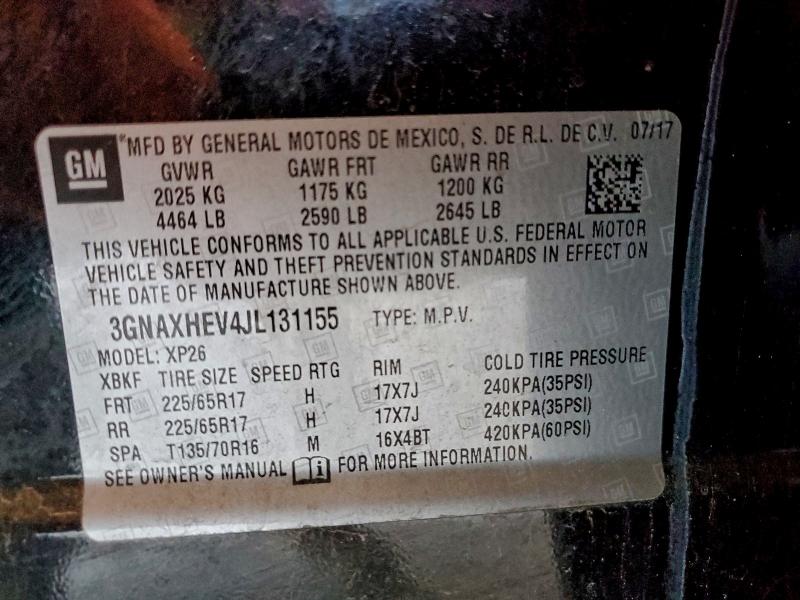 GM
*MFD BY GENERAL MOTORS DE MEXICO, S. DE R.L. DE C.V. 07/17
GVWR GAWR FRT GAWR RR
2025 KG 1175 KG 1200 KG
4464 LB 2590 LB 2645 LB
THIS VEHICLE CONFORMS TO ALL APPLICABLE U.S. FEDERAL MOTOR
VEHICLE SAFETY AND THEFT PREVENTION STANDARDS IN EFFECT ON
THE DATE OF MANUFACTURE SHOWN ABOVE.
3GNAXHEV4JL131155 TYPE: M.P.V.
MODEL: XP26
XBKF TIRE SIZE SPEED RTG RIM COLD TIRE PRESSURE
FRT 225/65R17 H 17X7J 240KPA(35PSI)
RR 225/65R17 H 17X7J 240KPA(35PSI)
SPA T135/70R16 M 16X4BT 420KPA(60PSI)
SEE OWNER'S MANUAL i FOR MORE INFORMATION.